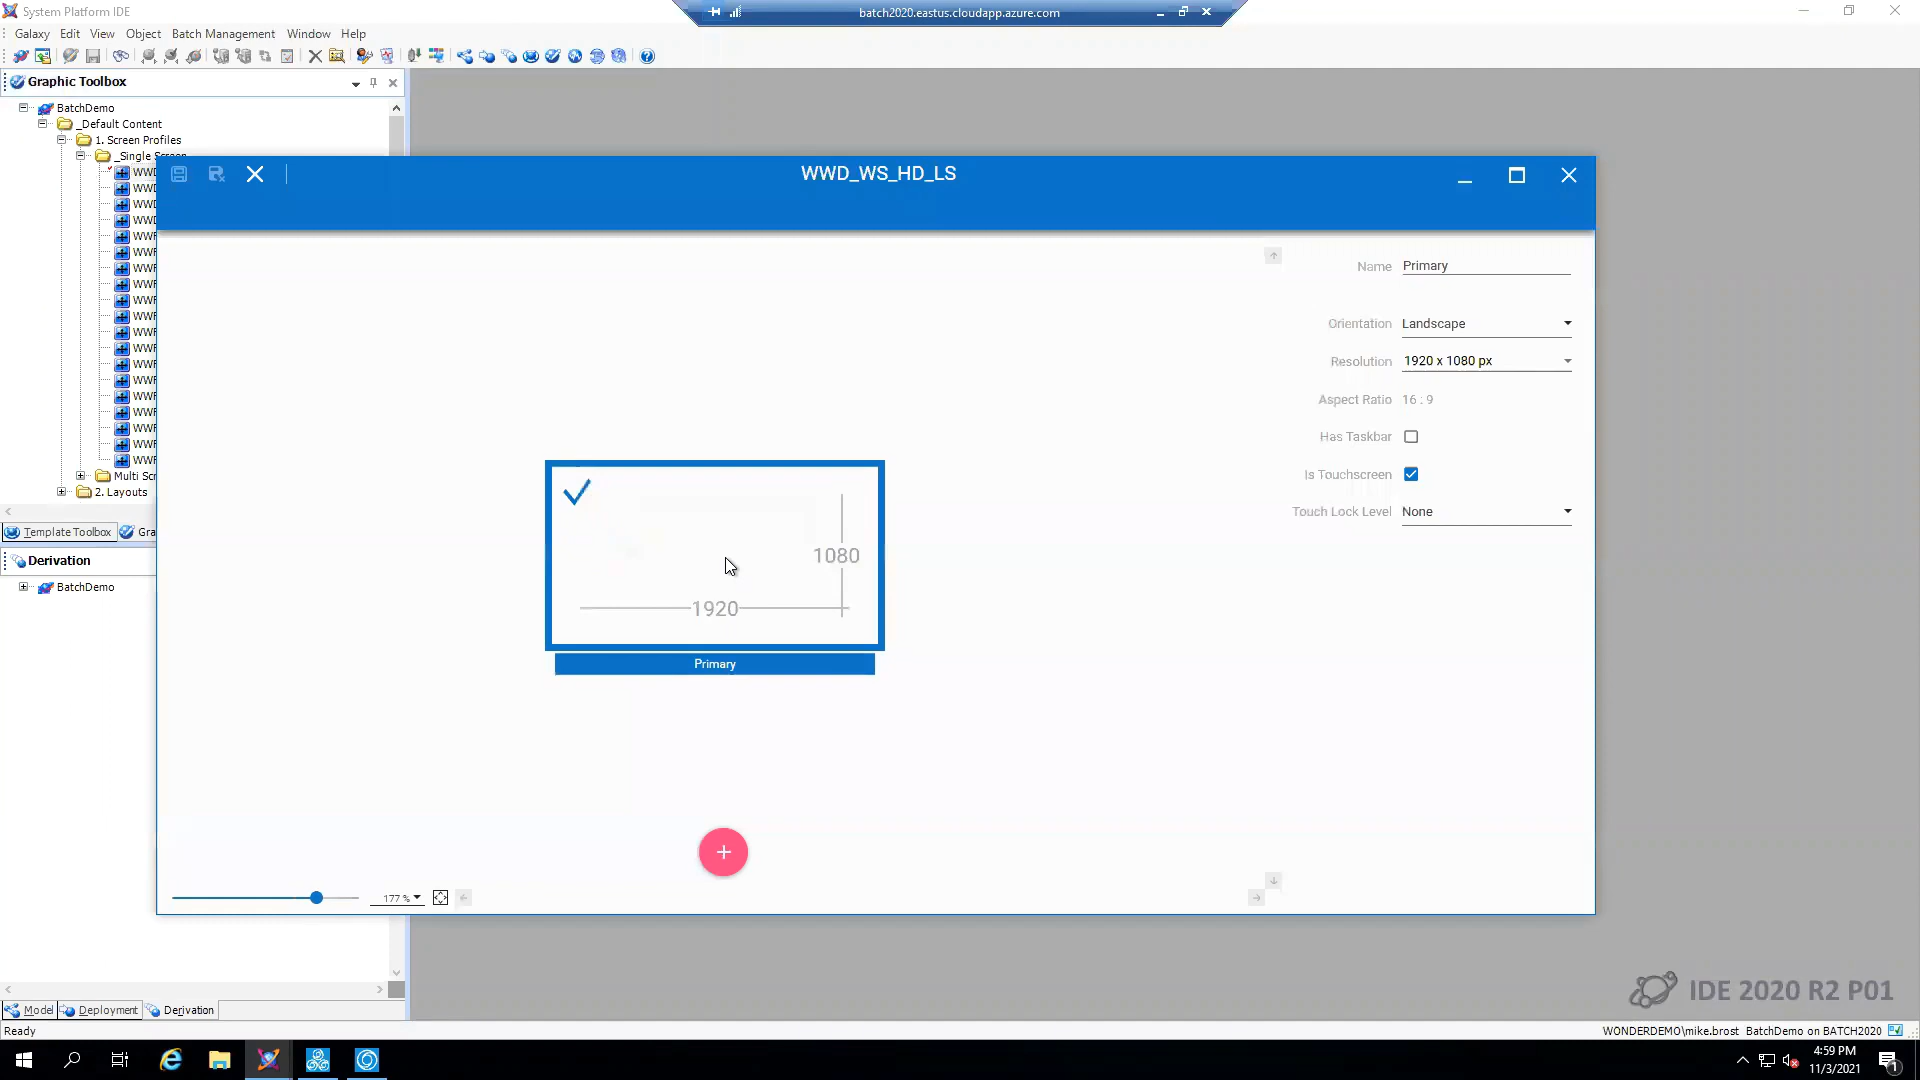 System Platform IDE
batch2020.eastus.cloudapp.azure.com
Galaxy Edit View Object Batch Management Window Help
Graphic Toolbox
BatchDemo
_Default Content
1. Screen Profiles
_Single Screen
WWD_WS_HD_LS
Name Primary
Orientation Landscape
Resolution 1920 x 1080 px
Aspect Ratio 16 : 9
Has Taskbar
Is Touchscreen
Touch Lock Level None
1080
1920
Primary
+
177 %
Multi Scr
2. Layouts
Template Toolbox Gra
Derivation
BatchDemo
Model Deployment Derivation
IDE 2020 R2 P01
Ready
WONDERDEMO\mike.brost BatchDemo on BATCH2020
4:59 PM
11/3/2021
1